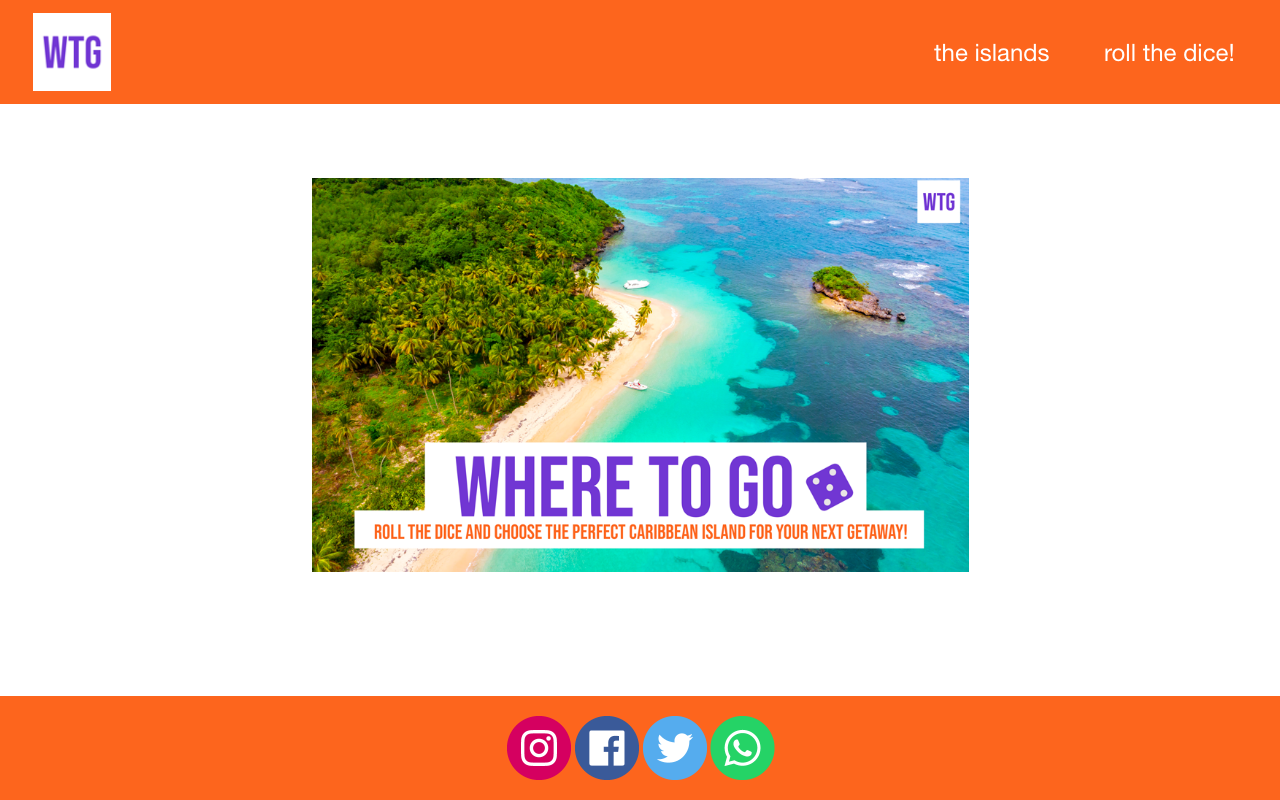 WTG
the islands
roll the dice!
WTG
WHERE TO GO
ROLL THE DICE AND CHOOSE THE PERFECT CARIBBEAN ISLAND FOR YOUR NEXT GETAWAY!